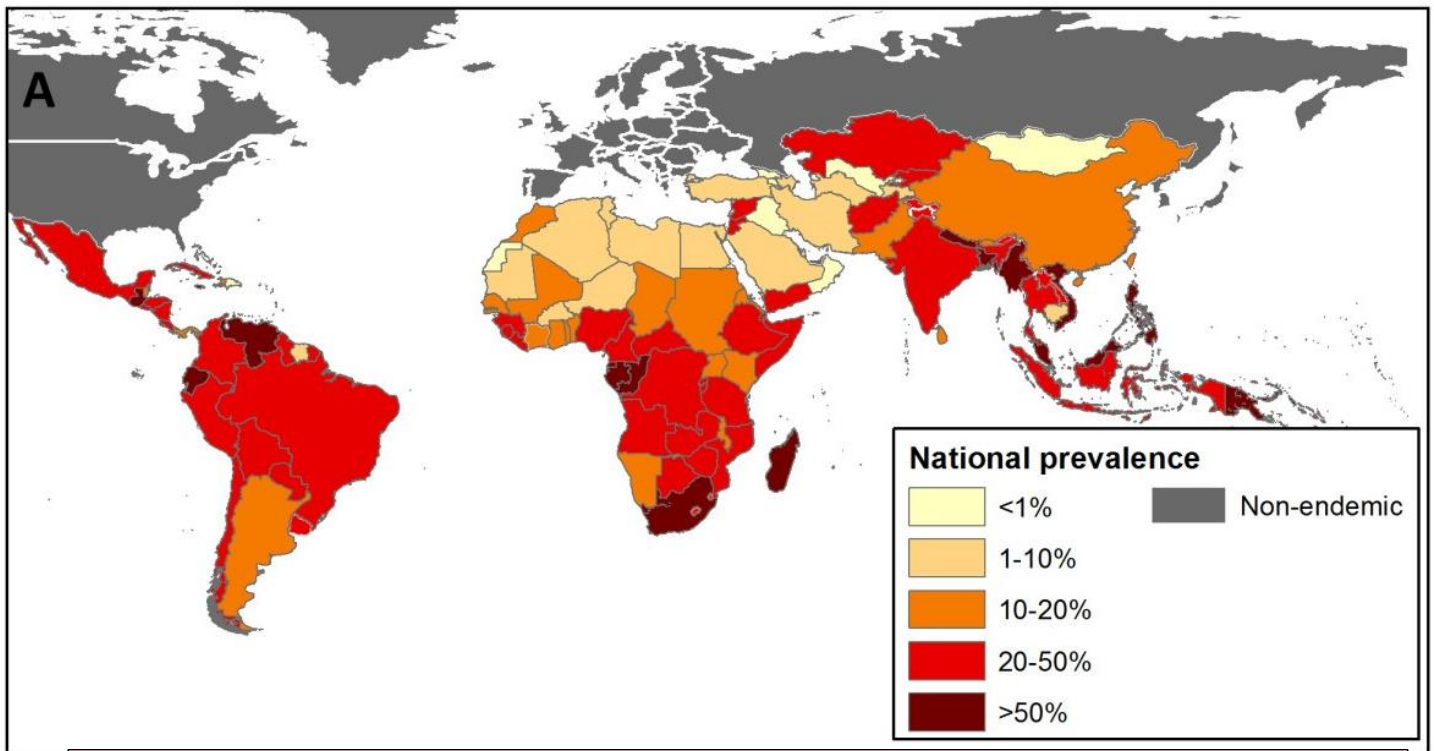 A
National prevalence
<1%
Non-endemic
1-10%
10-20%
20-50%
>50%